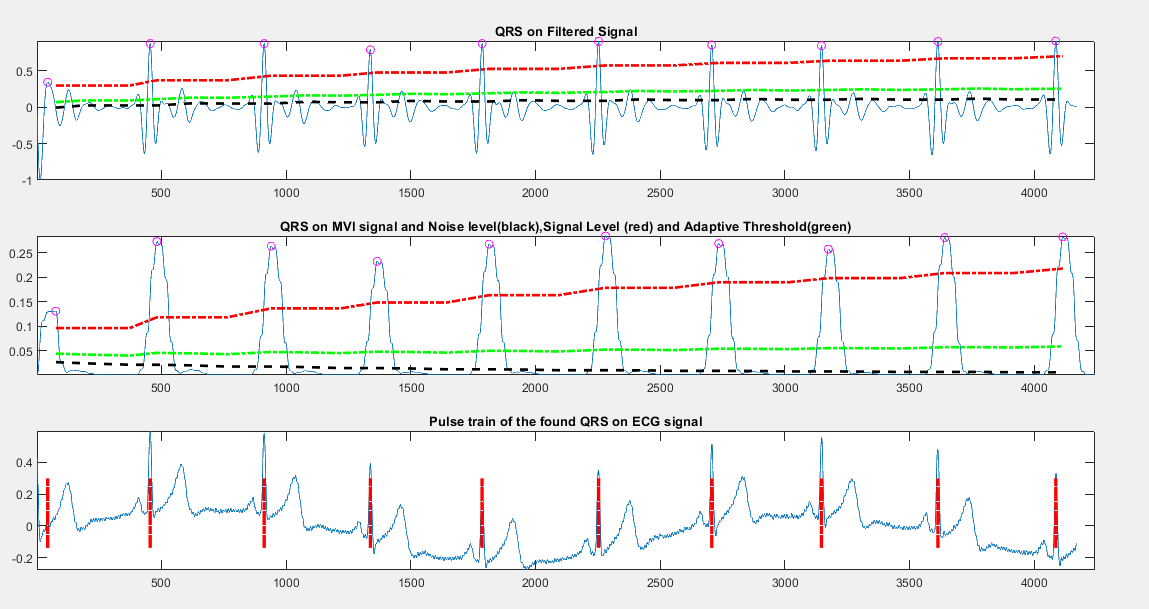 QRS on Filtered Signal
0.5
0
-0.5
-1
500 1000 1500 2000 2500 3000 3500 4000
QRS on MVI signal and Noise level(black),Signal Level (red) and Adaptive Threshold(green)
0.25
0.2
0.15
0.1
0.05
500 1000 1500 2000 2500 3000 3500 4000
Pulse train of the found QRS on ECG signal
0.4
0.2
0
-0.2
500 1000 1500 2000 2500 3000 3500 4000